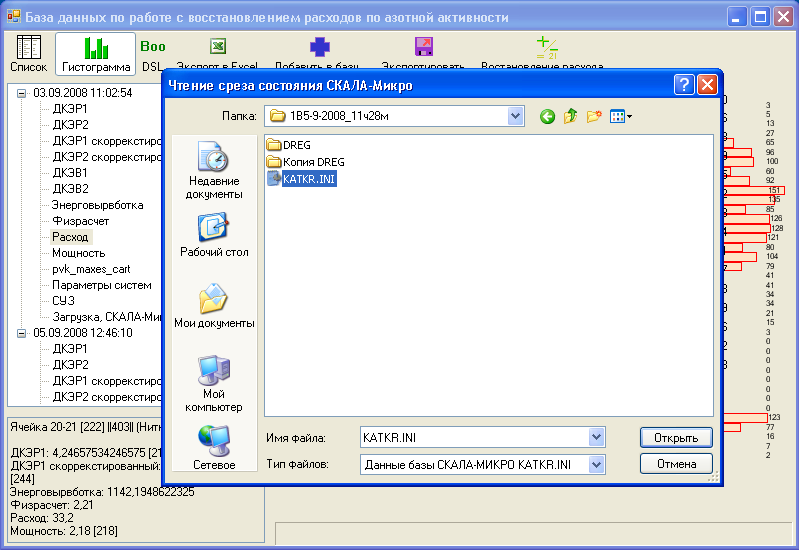 База данных по работе с восстановлением расходов по азотной активности
Список
Гистограмма
Boo
DSL
Экспорт в Excel
Добавить в базу
Экспортировать
Востановление расхода
Чтение среза состояния СКАЛА-Микро
Папка:
1B5-9-2008_11ч28м
Недавние
документы
Рабочий стол
Мои документы
Мой
компьютер
Сетевое
DREG
Копия DREG
KATKR.INI
Имя файла:
KATKR.INI
Открыть
Тип файлов:
Данные базы СКАЛА-МИКРО KATKR.INI
Отмена
03.09.2008 11:02:54
ДКЭР1
ДКЭР2
ДКЭР1 скорректиро
ДКЭР2 скорректиро
ДКЭВ1
ДКЭВ2
Энерговырвботка
Физрасчет
Расход
Мощность
pvk_maxes_cart
Параметры систем
СУЗ
Загрузка, СКАЛА-Ми
05.09.2008 12:46:10
ДКЭР1
ДКЭР2
ДКЭР1 скорректиро
ДКЭР2 скорректиро
Ячейка 20-21 [222] ||403|| (Нитк
ДКЭР1: 4,24657534246575 [21
ДКЭР1 скорректированный:
[244]
Энерговырвботка: 1142,1948622325
Физрасчет: 2,21
Расход: 33,2
Мощность: 2,18 [218]
3
5
13
27
65
96
100
60
92
151
135
85
126
128
121
80
104
79
41
41
34
34
21
15
3
0
0
0
0
0
0
0
123
77
16
7
2